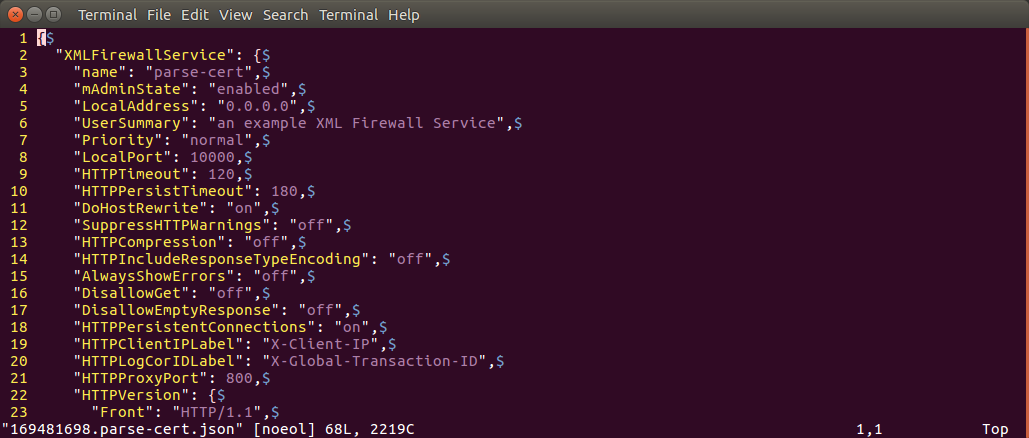 Terminal File Edit View Search Terminal Help
1 {$
2   "XMLFirewallService": {$
3     "name": "parse-cert",$
4     "mAdminState": "enabled",$
5     "LocalAddress": "0.0.0.0",$
6     "UserSummary": "an example XML Firewall Service",$
7     "Priority": "normal",$
8     "LocalPort": 10000,$
9     "HTTPTimeout": 120,$
10     "HTTPPersistTimeout": 180,$
11     "DoHostRewrite": "on",$
12     "SuppressHTTPWarnings": "off",$
13     "HTTPCompression": "off",$
14     "HTTPIncludeResponseTypeEncoding": "off",$
15     "AlwaysShowErrors": "off",$
16     "DisallowGet": "off",$
17     "DisallowEmptyResponse": "off",$
18     "HTTPPersistentConnections": "on",$
19     "HTTPClientIPLabel": "X-Client-IP",$
20     "HTTPLogCorIDLabel": "X-Global-Transaction-ID",$
21     "HTTPProxyPort": 800,$
22     "HTTPVersion": {$
23       "Front": "HTTP/1.1",$
"169481698.parse-cert.json" [noeol] 68L, 2219C 1,1 Top